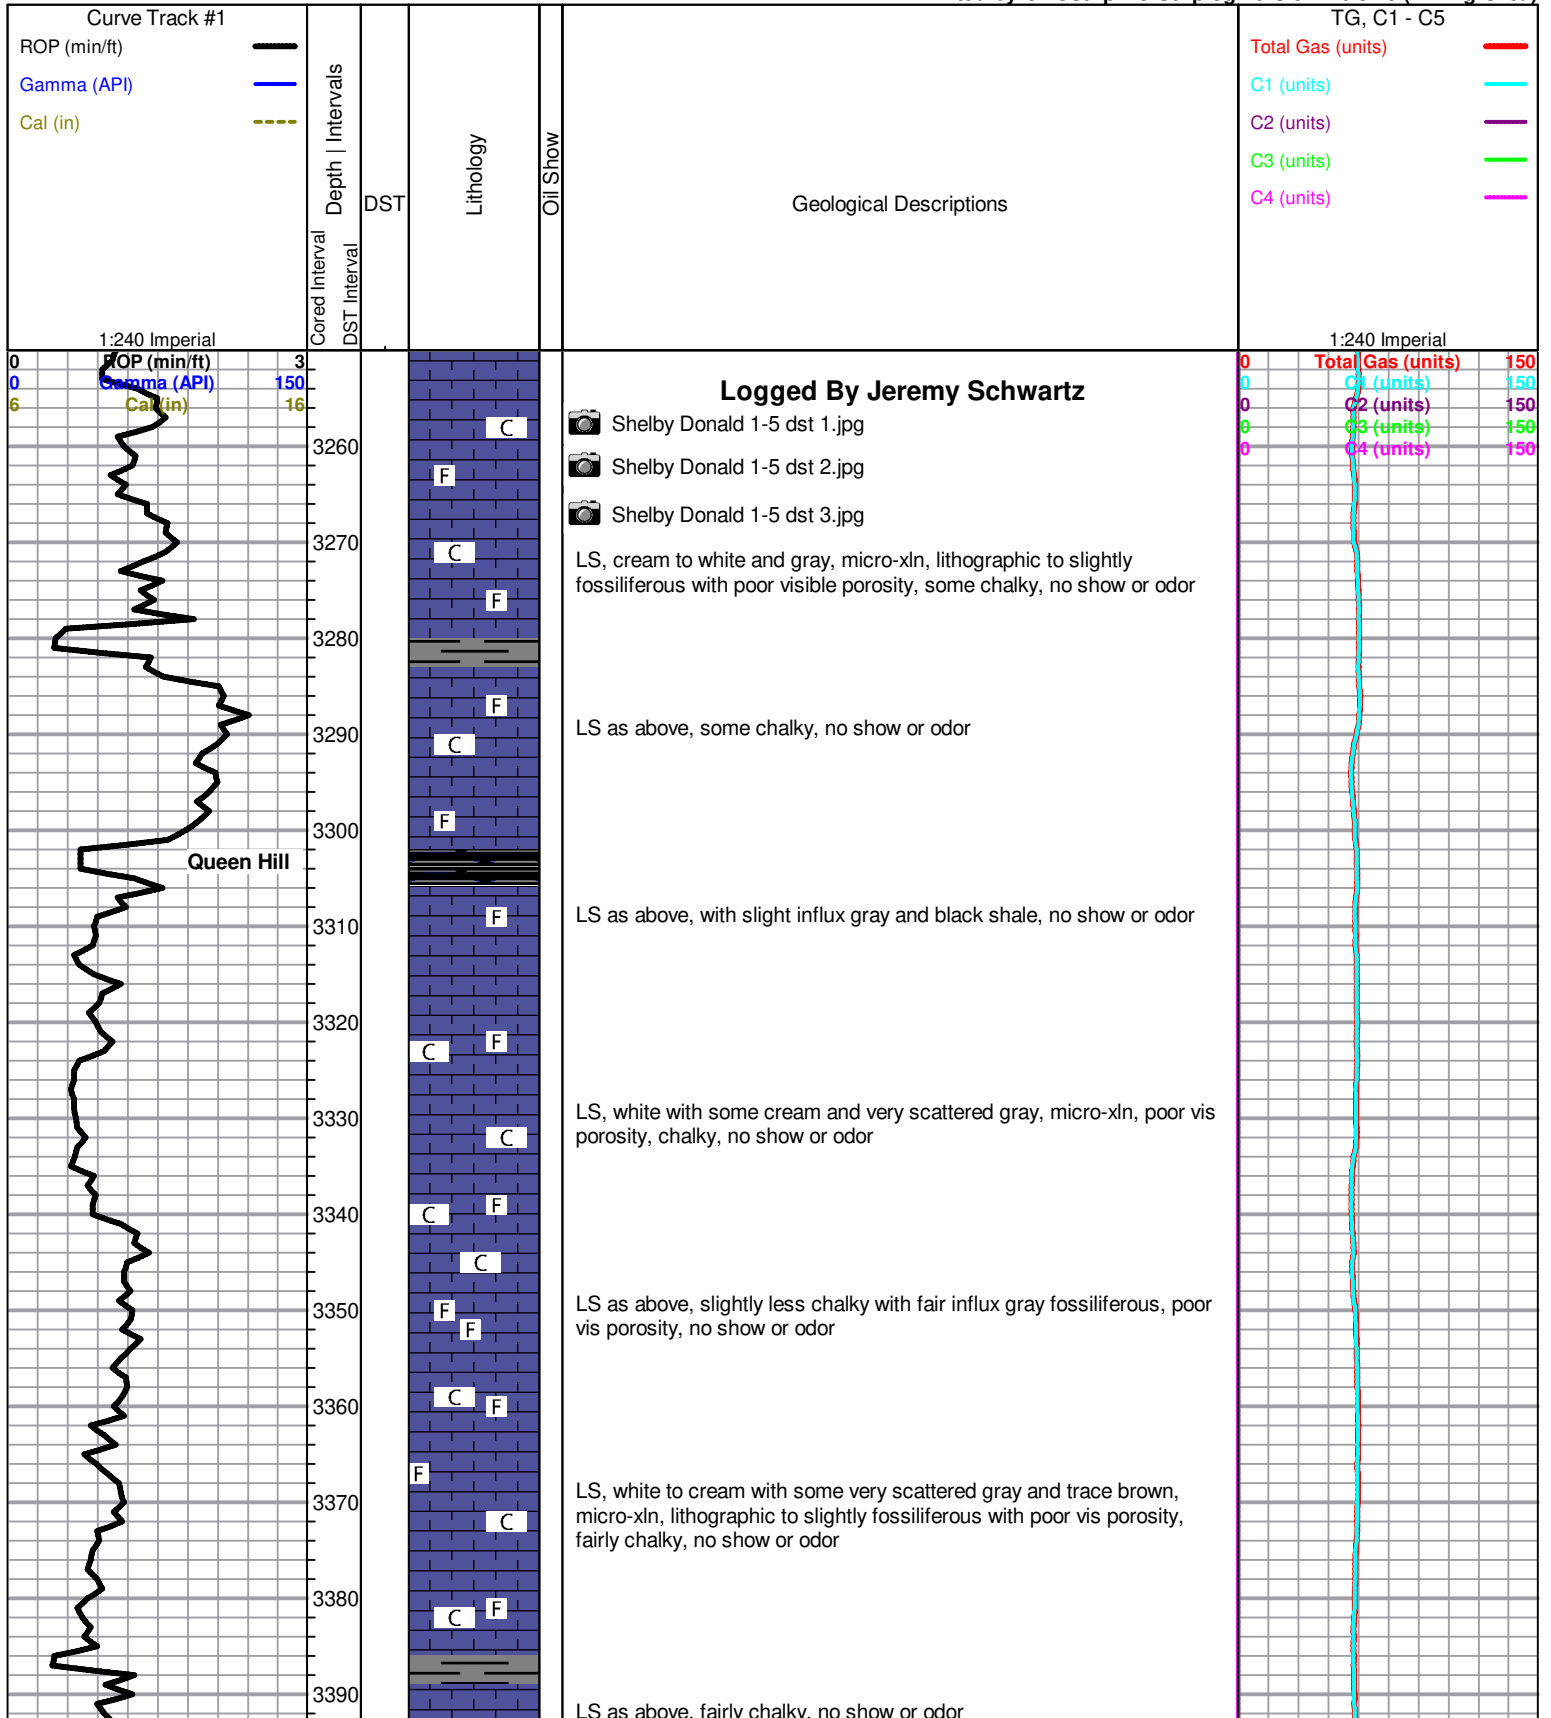 Curve Track #1
ROP (min/ft)
Gamma (API)
Cal (in)
1:240 Imperial
Depth | Intervals
Cored Interval
DST Interval
DST
Lithology
Oil Show
Geological Descriptions
TG, C1 - C5
Total Gas (units)
C1 (units)
C2 (units)
C3 (units)
C4 (units)
1:240 Imperial
0 ROP (min/ft) 3
0 Gamma (API) 150
6 Cal (in) 16
0 Total Gas (units) 150
0 C1 (units) 150
0 C2 (units) 150
0 C3 (units) 150
0 C4 (units) 150
Logged By Jeremy Schwartz
Shelby Donald 1-5 dst 1.jpg
C
3260
Shelby Donald 1-5 dst 2.jpg
F
Shelby Donald 1-5 dst 3.jpg
3270
C
LS, cream to white and gray, micro-xln, lithographic to slightly
fossiliferous with poor visible porosity, some chalky, no show or odor
F
3280
F
LS as above, some chalky, no show or odor
3290
C
F
3300
Queen Hill
F
LS as above, with slight influx gray and black shale, no show or odor
3310
3320
F
C
LS, white with some cream and very scattered gray, micro-xln, poor vis
porosity, chalky, no show or odor
3330
C
F
3340
C
C
LS as above, slightly less chalky with fair influx gray fossiliferous, poor
vis porosity, no show or odor
3350
F
F
C
F
3360
F
LS, white to cream with some very scattered gray and trace brown,
micro-xln, lithographic to slightly fossiliferous with poor vis porosity,
fairly chalky, no show or odor
3370
C
3380
F
C
3390
LS as above, fairly chalky, no show or odor